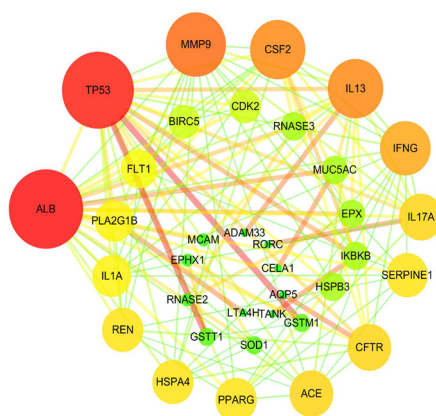 MMP9
CSF2
TP53
IL13
CDK2
BIRC5
RNASE3
IFNG
FLT1
MUC5AC
ALB
PLA2G1B
EPX
IL17A
ADAM33
MCAM
RORC
IKBKB
EPHX1
CELA1
IL1A
SERPINE1
HSPB3
RNASE2
AQP5
LTA4H
TANK
REN
GSTM1
GSTT1
SOD1
CFTR
HSPA4
PPARG
ACE